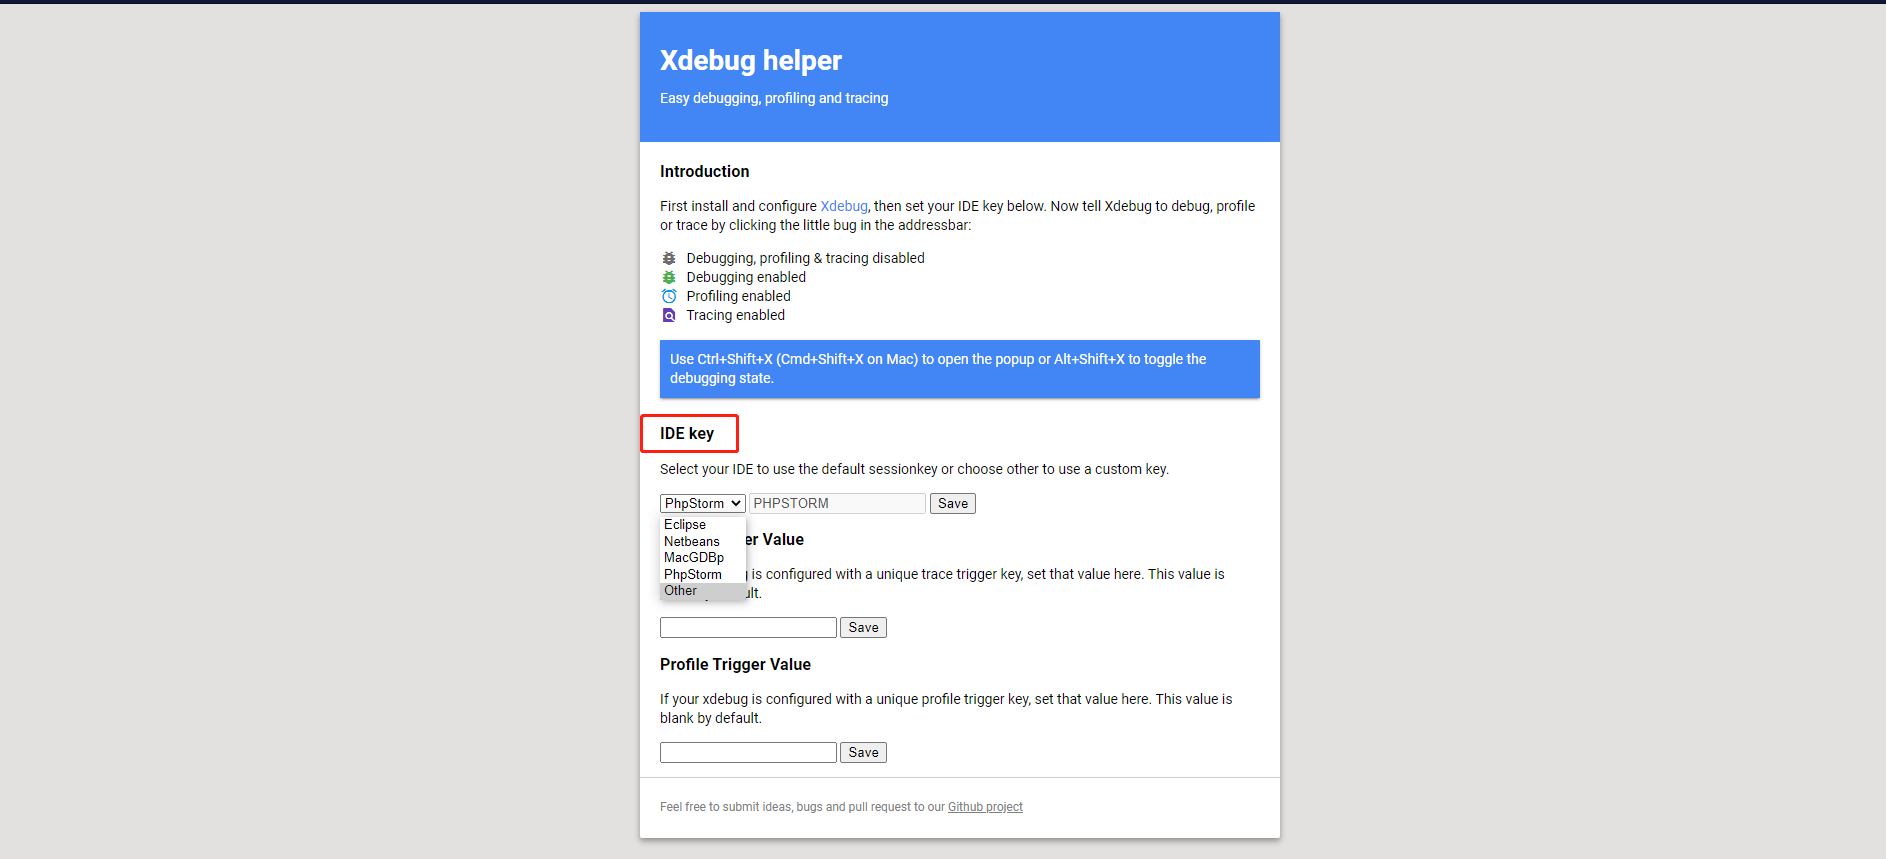 Xdebug helper
Easy debugging, profiling and tracing
Introduction
First install and configure Xdebug, then set your IDE key below. Now tell Xdebug to debug, profile
or trace by clicking the little bug in the addressbar:
Debugging, profiling & tracing disabled
Debugging enabled
Profiling enabled
Tracing enabled
Use Ctrl+Shift+X (Cmd+Shift+X on Mac) to open the popup or Alt+Shift+X to toggle the
debugging state.
IDE key
Select your IDE to use the default sessionkey or choose other to use a custom key.
PhpStorm PHPSTORM Save
Eclipse
Netbeans
MacGDBp
PhpStorm
Other
er Value
is configured with a unique trace trigger key, set that value here. This value is
ult.
Save
Profile Trigger Value
If your xdebug is configured with a unique profile trigger key, set that value here. This value is
blank by default.
Save
Feel free to submit ideas, bugs and pull request to our Github project